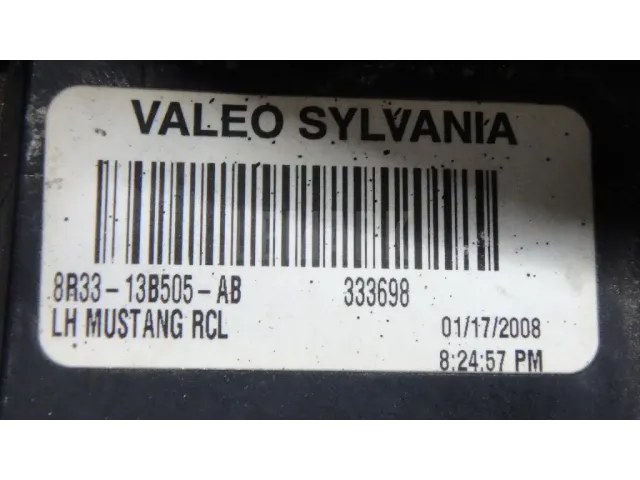 VALEO SYLVANIA
8R33-13B505-AB 333698
LH MUSTANG RCL 01/17/2008
8:24:57 PM